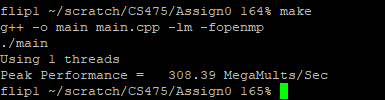 flip1 ~/scratch/CS475/Assign0 164% make
g++ -o main main.cpp -lm -fopenmp
./main
Using 1 threads
Peak Performance =   308.39 MegaMults/Sec
flip1 ~/scratch/CS475/Assign0 165%